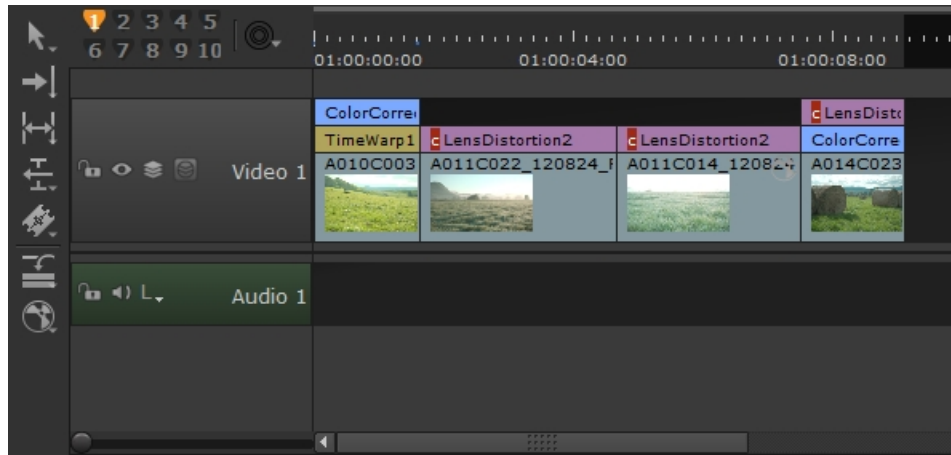 1 2 3 4 5
6 7 8 9 10
01:00:00:00 01:00:04:00 01:00:08:00
ColorCorre
c LensDisto
TimeWarp1 c LensDistortion2 c LensDistortion2 ColorCorre
Video 1
A010C003 A011C022_120824_ A011C014_120824 A014C023
L
Audio 1